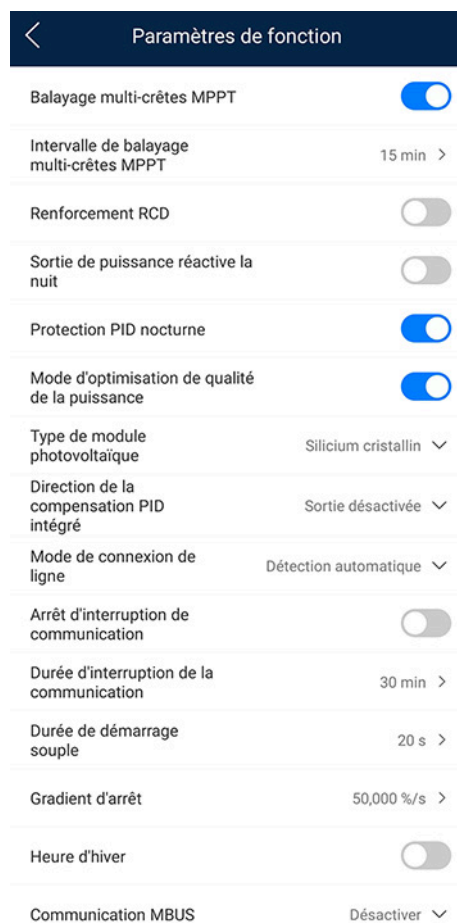 Paramètres de fonction
Balayage multi-crêtes MPPT
Intervalle de balayage
multi-crêtes MPPT
15 min
Renforcement RCD
Sortie de puissance réactive la
nuit
Protection PID nocturne
Mode d'optimisation de qualité
de la puissance
Type de module
photovoltaïque
Silicium cristallin
Direction de la
compensation PID
intégré
Sortie désactivée
Mode de connexion de
ligne
Détection automatique
Arrêt d'interruption de
communication
Durée d'interruption de la
communication
30 min
Durée de démarrage
souple
20 s
Gradient d'arrêt
50,000 %/s
Heure d'hiver
Communication MBUS
Désactiver